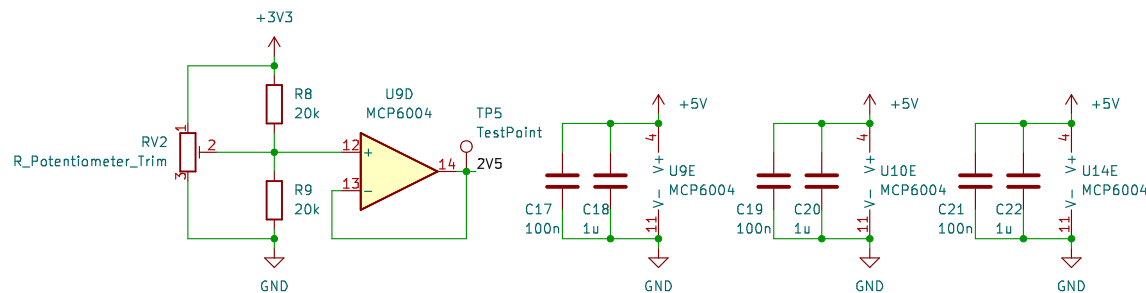 +3V3
R8
20k
RV2
R_Potentiometer_Trim
1
2
3
R9
20k
GND
U9D
MCP6004
12
+
13
-
14
2V5
TP5
TestPoint
+5V
4
V+
U9E
MCP6004
V-
11
C17
100n
C18
1u
GND
+5V
4
V+
U10E
MCP6004
V-
11
C19
100n
C20
1u
GND
+5V
4
V+
U14E
MCP6004
V-
11
C21
100n
C22
1u
GND